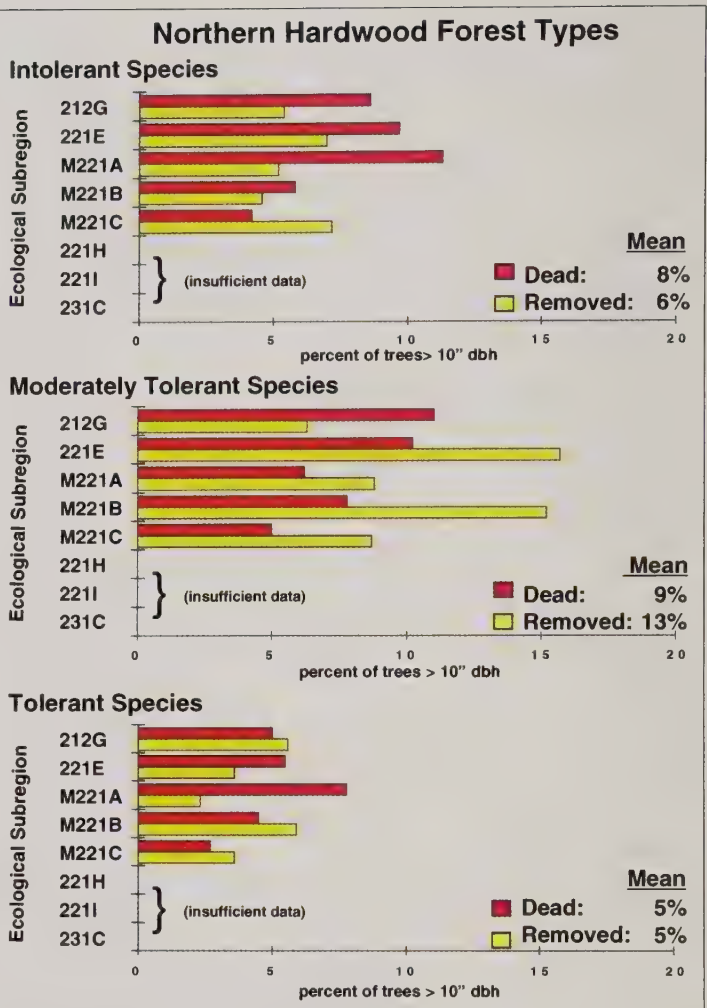 Northern Hardwood Forest Types
Intolerant Species
Ecological Subregion
212G
221E
M221A
M221B
M221C
221H
221I
231C
} (insufficient data)
Mean
Dead: 8%
Removed: 6%
0 5 10 15 20
percent of trees> 10" dbh
Moderately Tolerant Species
Ecological Subregion
212G
221E
M221A
M221B
M221C
221H
221I
231C
} (insufficient data)
Mean
Dead: 9%
Removed: 13%
0 5 10 15 20
percent of trees > 10" dbh
Tolerant Species
Ecological Subregion
212G
221E
M221A
M221B
M221C
221H
221I
231C
} (insufficient data)
Mean
Dead: 5%
Removed: 5%
0 5 10 15 20
percent of trees > 10" dbh